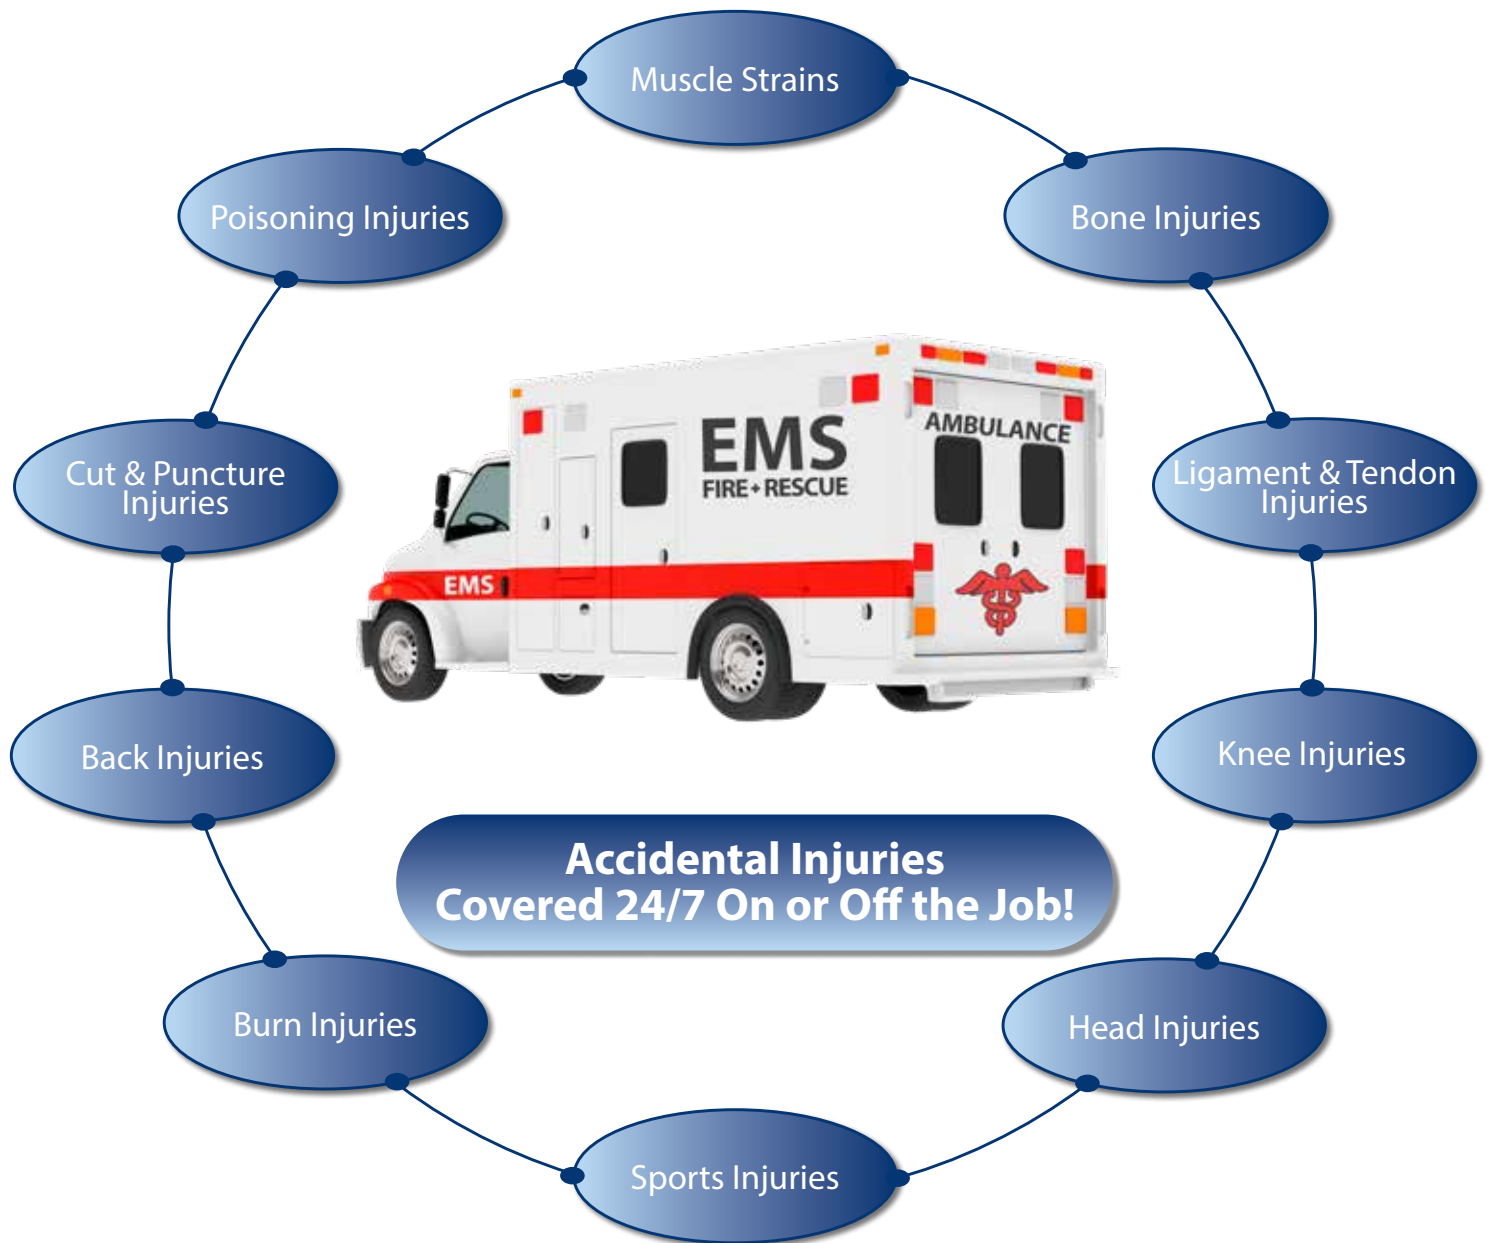 Muscle Strains
Poisoning Injuries
Bone Injuries
EMS
FIRE+RESCUE
AMBULANCE
Cut & Puncture
Injuries
Ligament & Tendon
Injuries
EMS
Back Injuries
Knee Injuries
Accidental Injuries
Covered 24/7 On or Off the Job!
Burn Injuries
Head Injuries
Sports Injuries